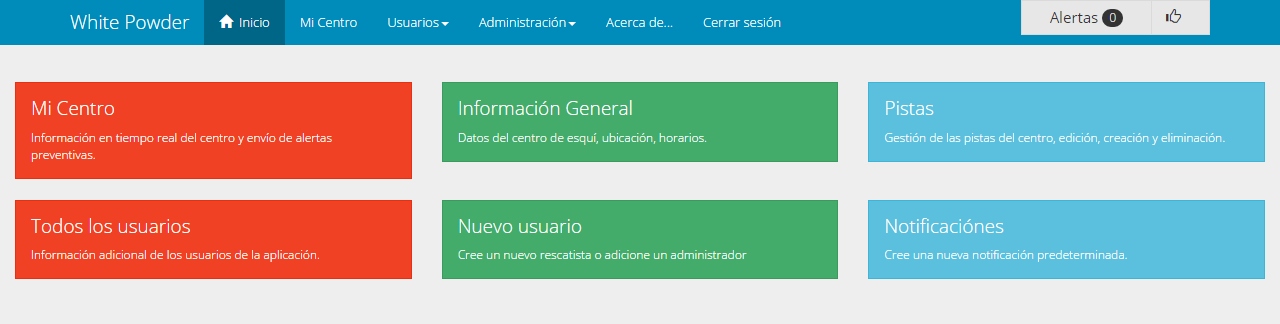 White Powder Inicio Mi Centro Usuarios Administración Acerca de... Cerrar sesión Alertas 0
Mi Centro
Información en tiempo real del centro y envío de alertas
preventivas.
Información General
Datos del centro de esquí, ubicación, horarios.
Pistas
Gestión de las pistas del centro, edición, creación y eliminación.
Todos los usuarios
Información adicional de los usuarios de la aplicación.
Nuevo usuario
Cree un nuevo rescatista o adicione un administrador
Notificaciónes
Cree una nueva notificación predeterminada.